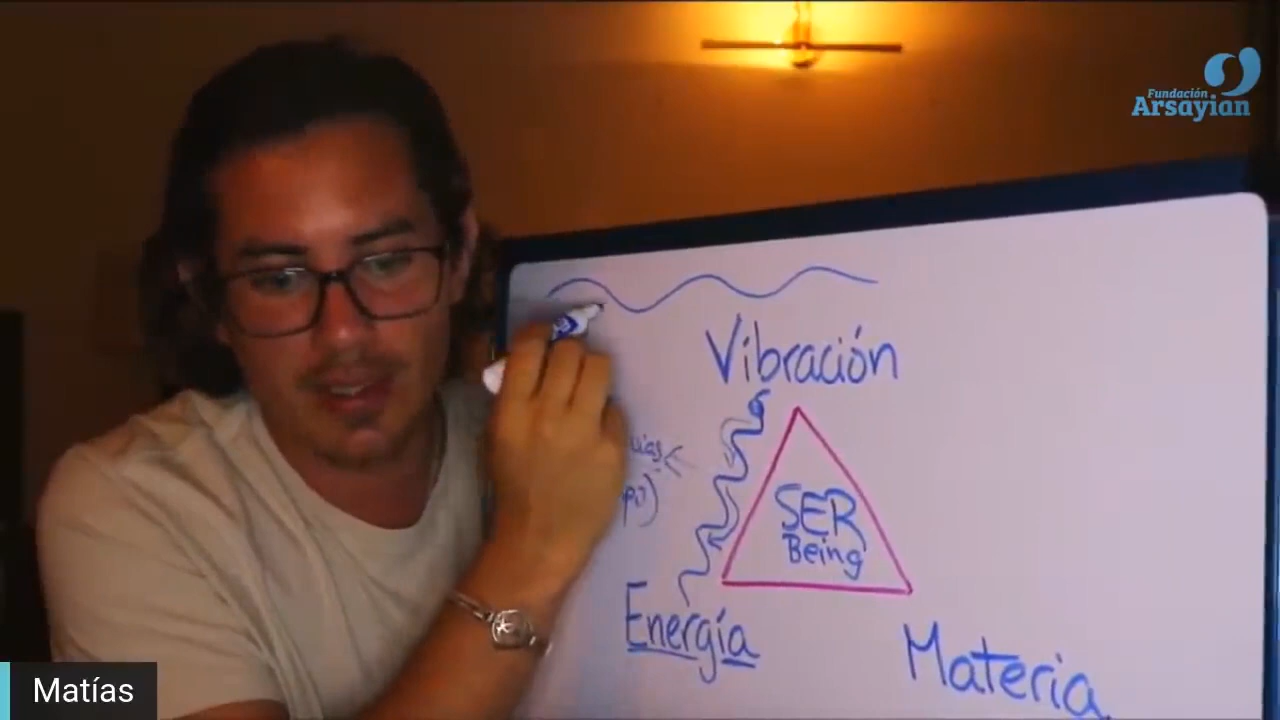 Fundación
Arsayian
Vibración
SER
Being
Energía
Materia
Matías